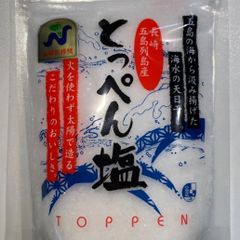 五島の海から汲み揚げた
海水の天日干
長崎
五島列島産
とっぺん塩
火を使わず太陽で造る
こだわりのおいしさ。
TOPPEN